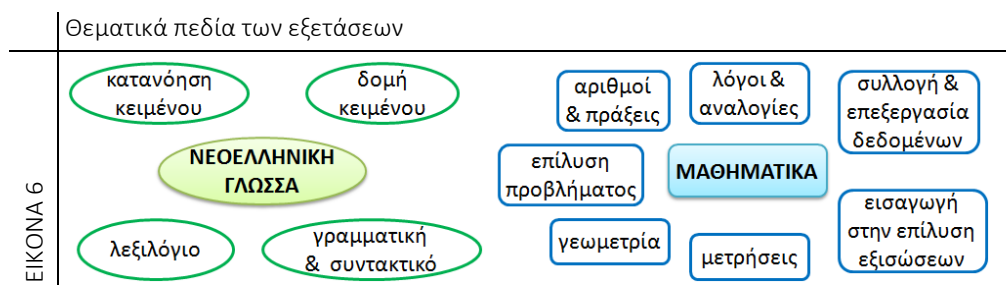 Θεματικά πεδία των εξετάσεων
ΕΙΚΟΝΑ 6
κατανόηση
κειμένου
δομή
κειμένου
ΝΕΟΕΛΛΗΝΙΚΗ
ΓΛΩΣΣΑ
λεξιλόγιο
γραμματική
& συντακτικό
αριθμοί
& πράξεις
λόγοι &
αναλογίες
συλλογή &
επεξεργασία
δεδομένων
επίλυση
προβλήματος
ΜΑΘΗΜΑΤΙΚΑ
γεωμετρία
μετρήσεις
εισαγωγή
στην επίλυση
εξισώσεων